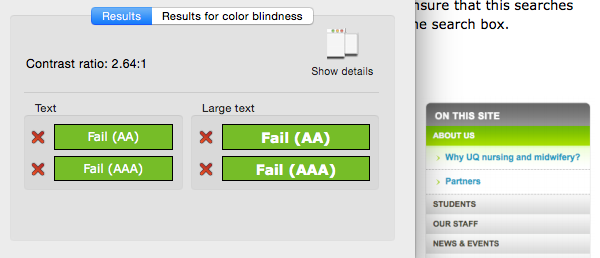 Results
Results for color blindness
Contrast ratio: 2.64:1
Show details
Text
Large text
Fail (AA)
Fail (AA)
Fail (AAA)
Fail (AAA)
nsure that this searches
he search box.
ON THIS SITE
ABOUT US
Why UQ nursing and midwifery?
Partners
STUDENTS
OUR STAFF
NEWS & EVENTS